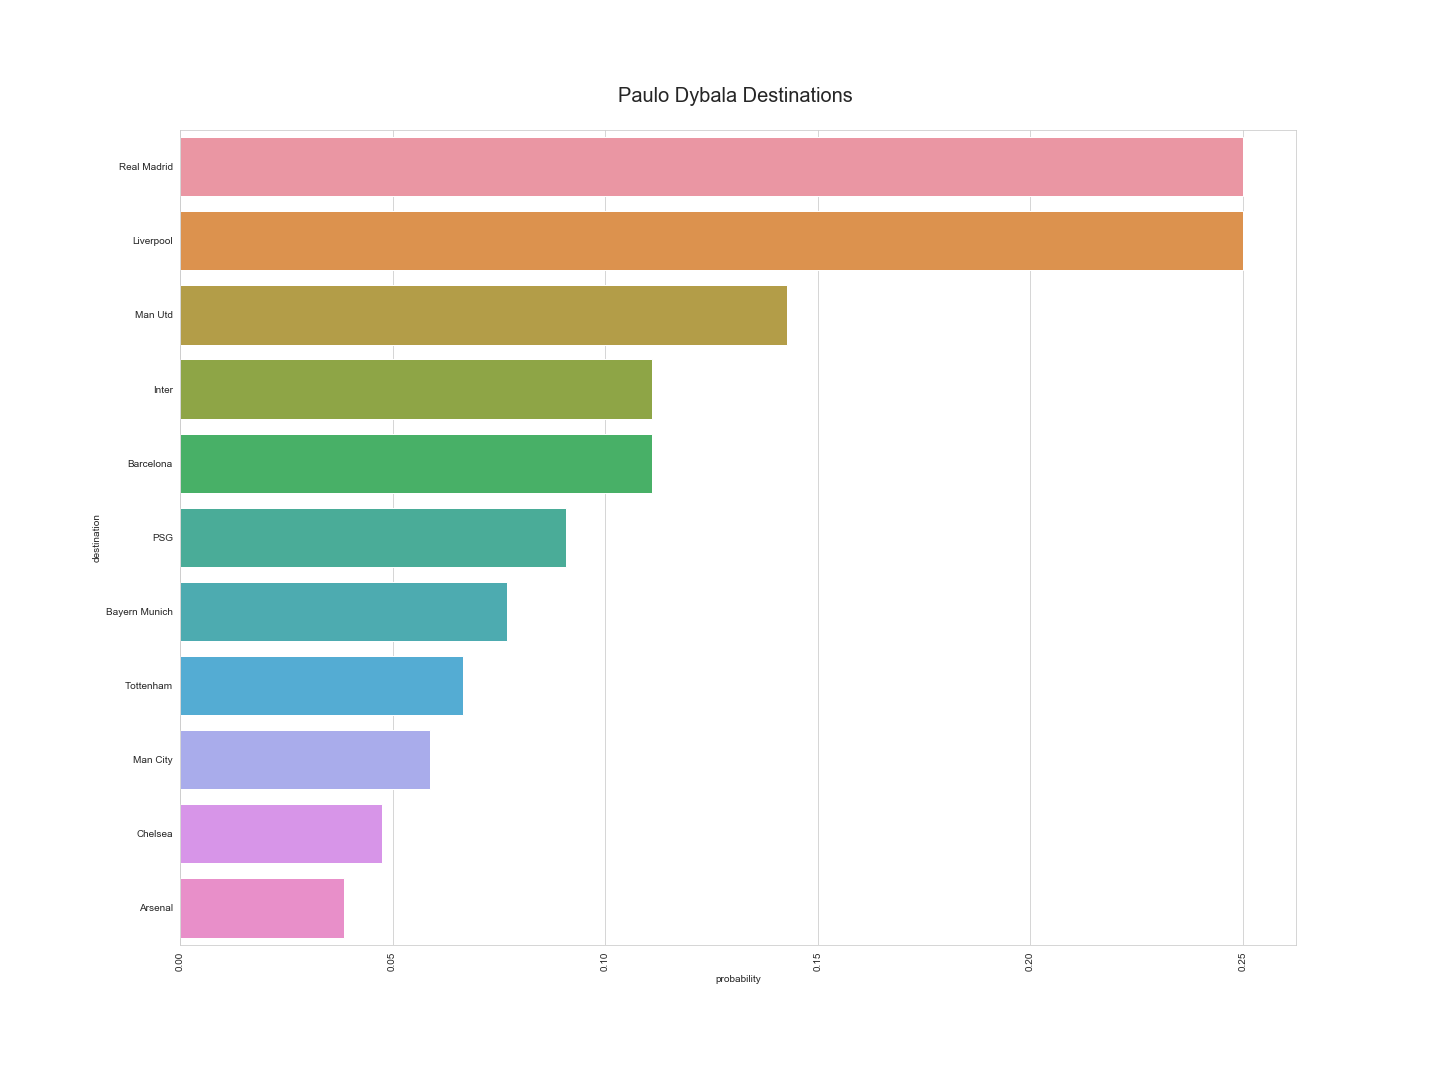 Paulo Dybala Destinations
Real Madrid
Liverpool
Man Utd
Inter
Barcelona
PSG
Bayern Munich
Tottenham
Man City
Chelsea
Arsenal
destination
0.00
0.05
0.10
0.15
0.20
0.25
probability